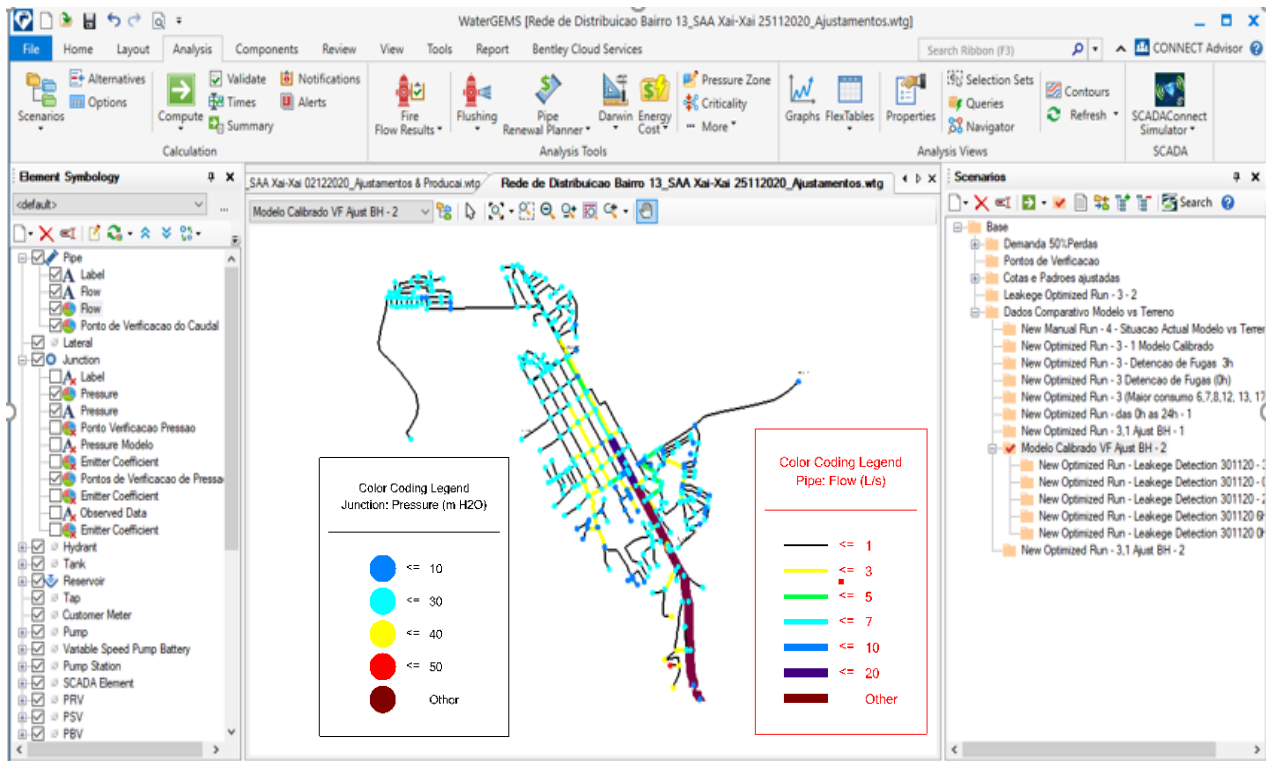 WaterGEMS [Rede de Distribuicao Bairro 13_SAA Xai-Xai 25112020_Ajustamentos.wtg]
File Home Layout Analysis Components Review View Tools Report Bentley Cloud Services
Search Ribbon (F3)
CONNECT Advisor
Scenarios
Alternatives
Options
Compute
Validate
Times
Summary
Notifications
Alerts
Calculation
Fire
Flow Results
Flushing
Pipe
Renewal Planner
Darwin
Energy
Cost
Pressure Zone
Criticality
More
Analysis Tools
Graphs
FlexTables
Properties
Selection Sets
Queries
Navigator
Contours
Refresh
Analysis Views
SCADAConnect
Simulator
SCADA
Element Symbology
<default>
Pipe
Label
Flow
Flow
Ponto de Verificacao do Caudal
Lateral
Junction
Label
Pressure
Pressure
Ponto Verificacao Pressao
Pressure Modelo
Emitter Coefficient
Pontos de Verificacao de Pressa
Emitter Coefficient
Observed Data
Emitter Coefficient
Hydrant
Tank
Reservoir
Tap
Customer Meter
Pump
Variable Speed Pump Battery
Pump Station
SCADA Element
PRV
PSV
PBV
_SAA Xai-Xai 02122020_Ajustamentos & Producai.wtg
Rede de Distribuicao Bairro 13_SAA Xai-Xai 25112020_Ajustamentos.wtg
Modelo Calibrado VF Ajust BH - 2
Color Coding Legend
Junction: Pressure (m H2O)
<= 10
<= 30
<= 40
<= 50
Other
Color Coding Legend
Pipe: Flow (L/s)
<= 1
<= 3
<= 5
<= 7
<= 10
<= 20
Other
Scenarios
Search
Base
Demanda 50%Perdas
Pontos de Verificacao
Cotas e Padroes ajustadas
Leakege Optimized Run - 3 - 2
Dados Comparativo Modelo vs Terreno
New Manual Run - 4 - Situacao Actual Modelo vs Terrer
New Optimized Run - 3 - 1 Modelo Calibrado
New Optimized Run - 3 - Detencao de Fugas 3h
New Optimized Run - 3 Detencao de Fugas (0h)
New Optimized Run - 3 (Maior consumo 6,7,8,12, 13, 17
New Optimized Run - das 0h as 24h - 1
New Optimized Run - 3,1 Ajust BH - 1
Modelo Calibrado VF Ajust BH - 2
New Optimized Run - Leakege Detection 301120 - 3
New Optimized Run - Leakege Detection 301120 - 0
New Optimized Run - Leakege Detection 301120 - 2
New Optimized Run - Leakege Detection 301120 6h
New Optimized Run - Leakege Detection 301120 0h
New Optimized Run - 3,1 Ajust BH - 2